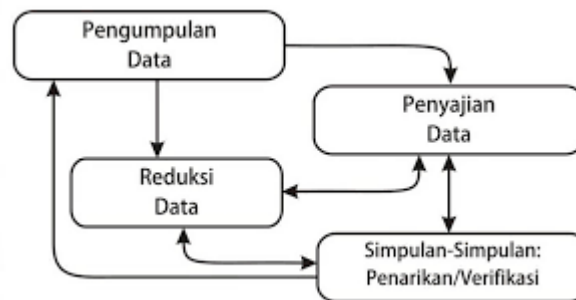 Pengumpulan
Data
Penyajian
Data
Reduksi
Data
Simpulan-Simpulan:
Penarikan/Verifikasi